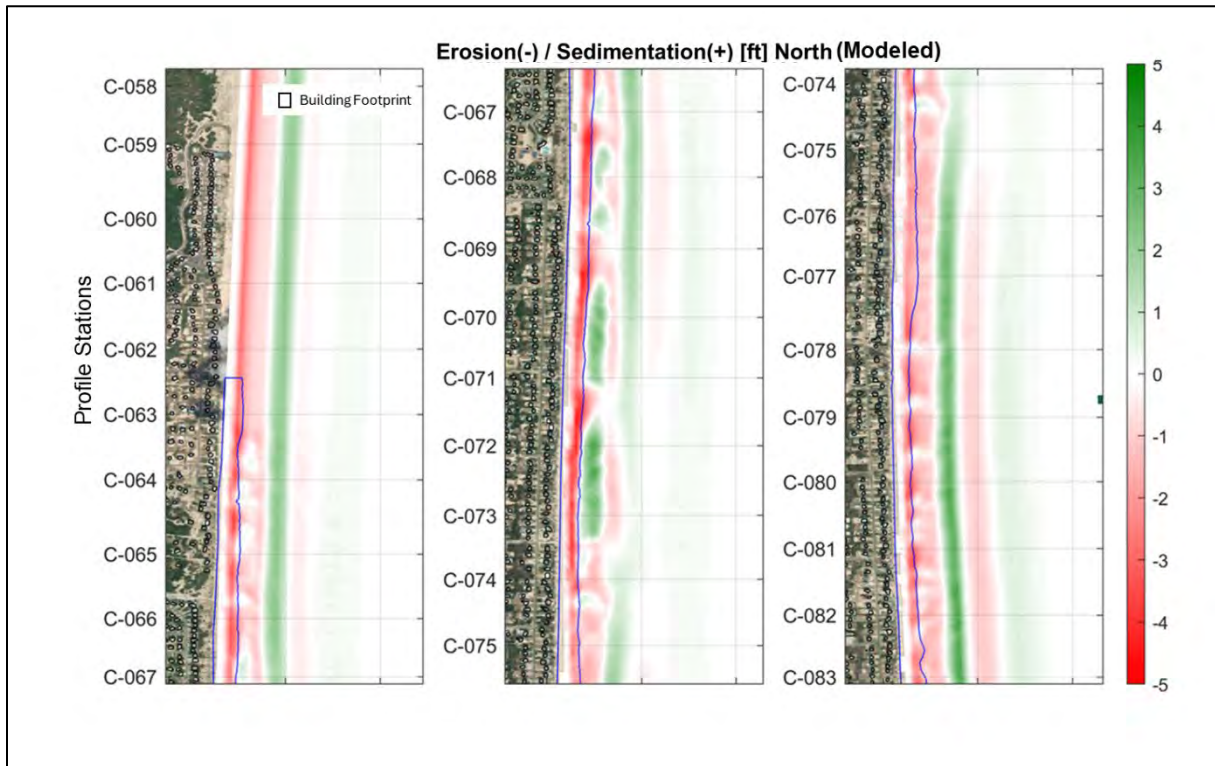 Erosion(-) / Sedimentation(+) [ft] North (Modeled)
Profile Stations
C-058
C-059
C-060
C-061
C-062
C-063
C-064
C-065
C-066
C-067
Building Footprint
C-067
C-068
C-069
C-070
C-071
C-072
C-073
C-074
C-075
C-074
C-075
C-076
C-077
C-078
C-079
C-080
C-081
C-082
C-083
5
4
3
2
1
0
-1
-2
-3
-4
-5